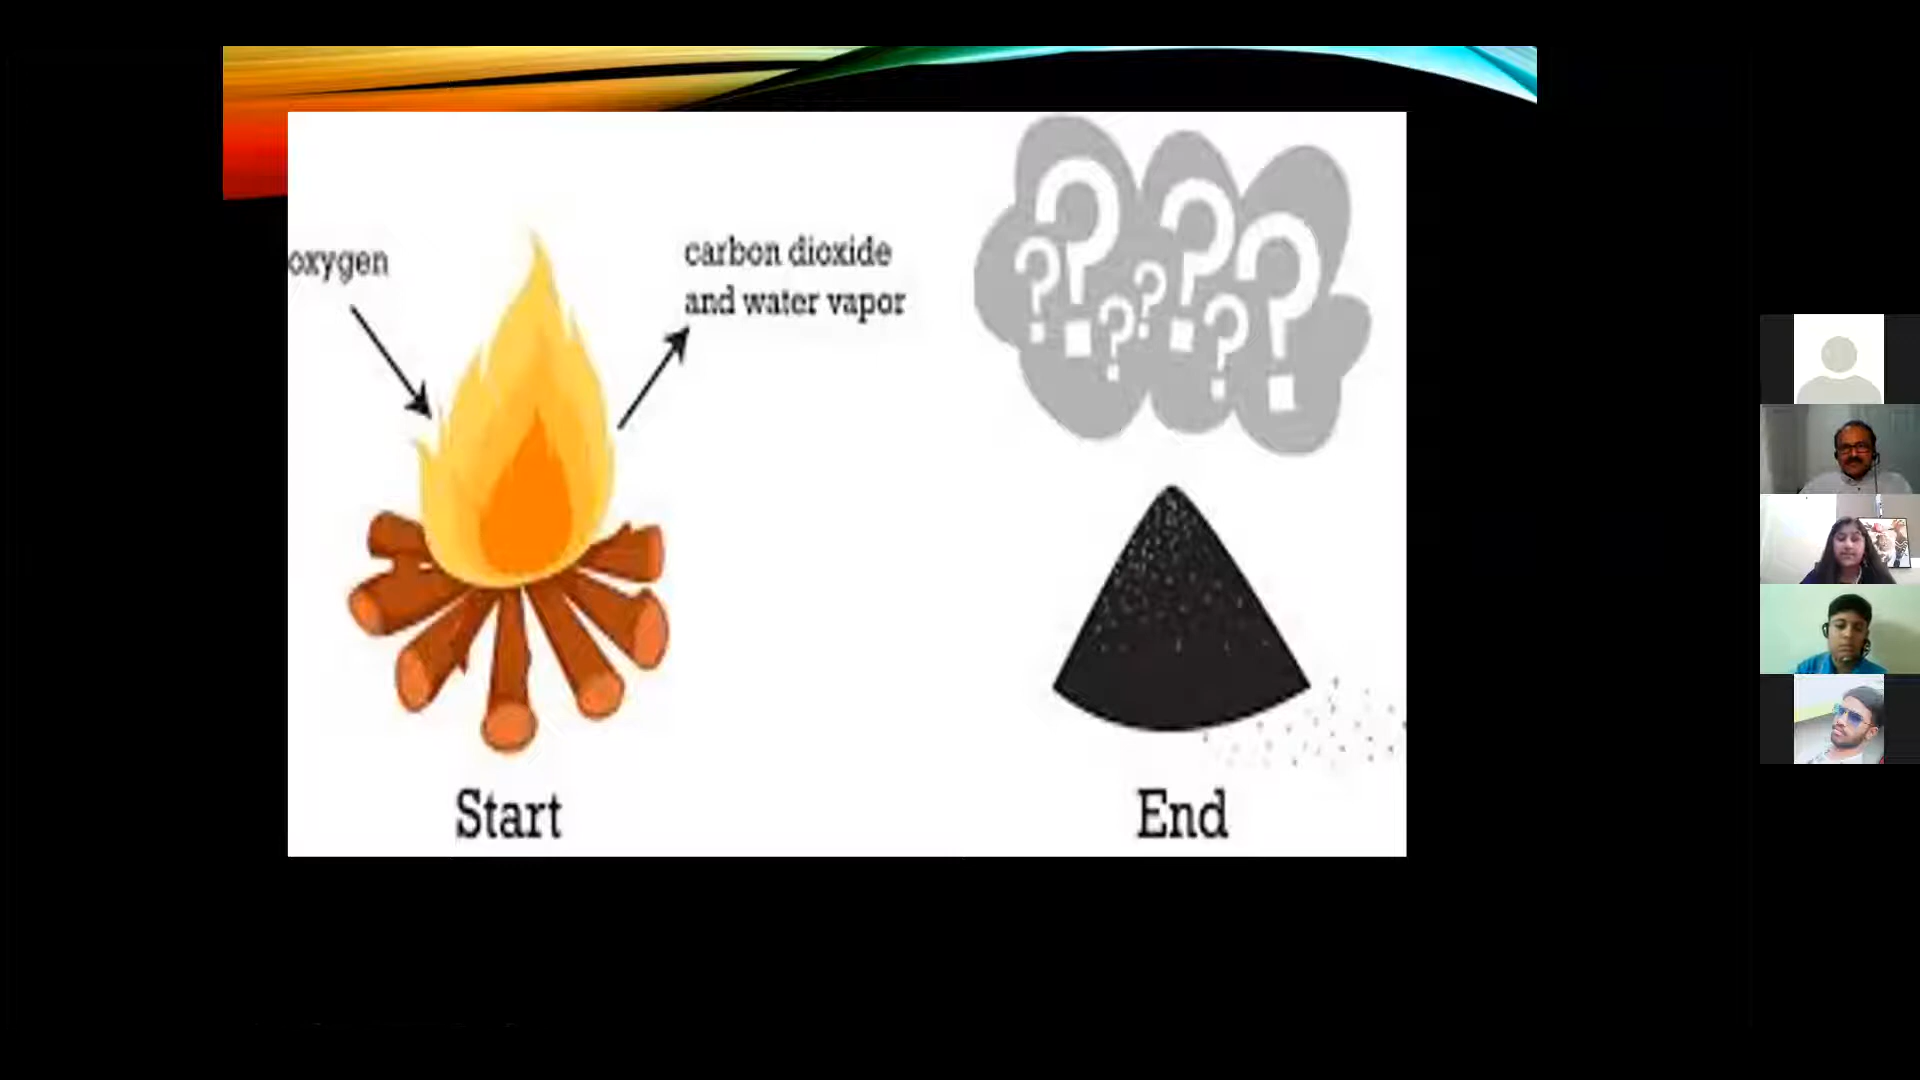 oxygen
carbon dioxide
and water vapor
? ? ? ? ? ? ?
Start
End